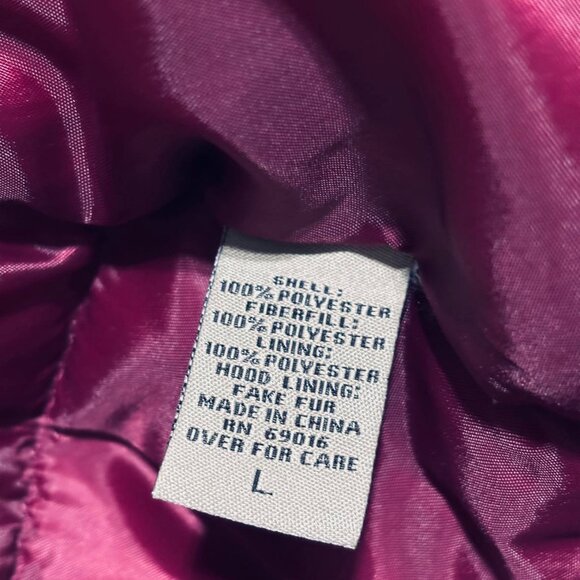 SHELL:
100% POLYESTER
FIBERFILL:
100% POLYESTER
LINING:
100% POLYESTER
HOOD LINING:
FAKE FUR
MADE IN CHINA
RN 69016
OVER FOR CARE
L